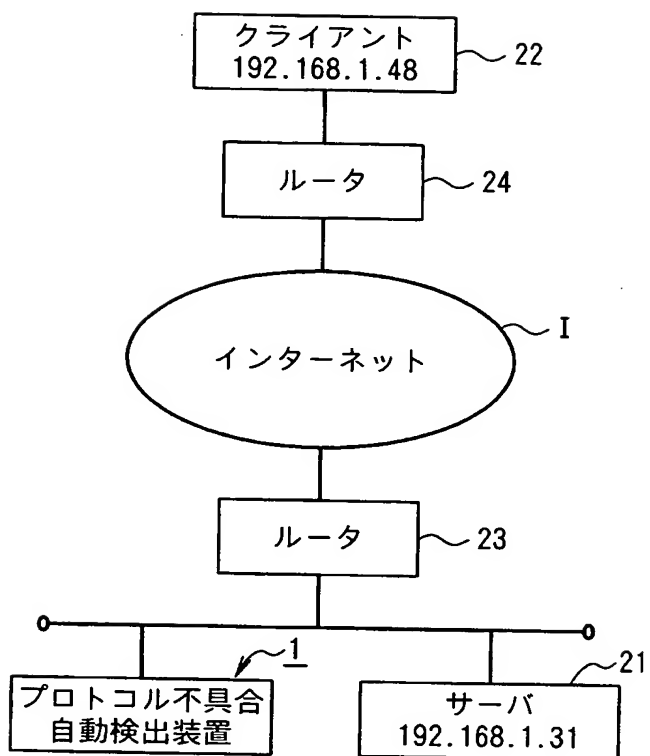 クライアント
192.168.1.48
22
ルータ
24
インターネット
I
ルータ
23
1
プロトコル不具合
自動検出装置
21
サーバ
192.168.1.31